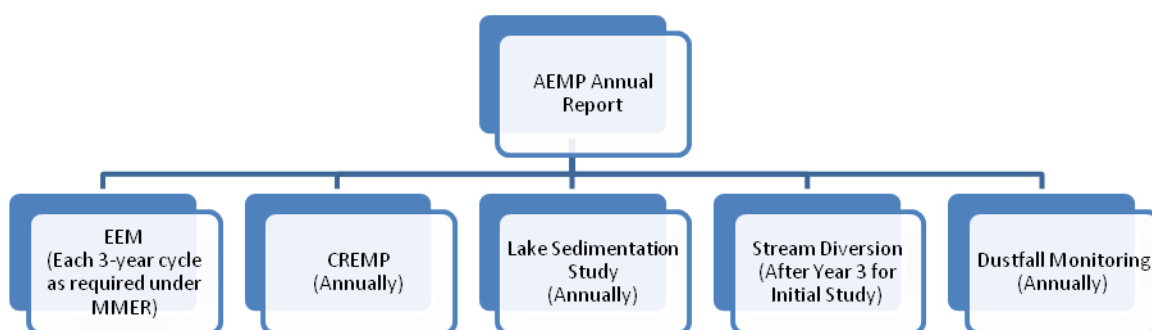 AEMP Annual
Report
EEM
(Each 3-year cycle
as required under
MMER)
CREMP
(Annually)
Lake Sedimentation
Study
(Annually)
Stream Diversion
(After Year 3 for
Initial Study)
Dustfall Monitoring
(Annually)